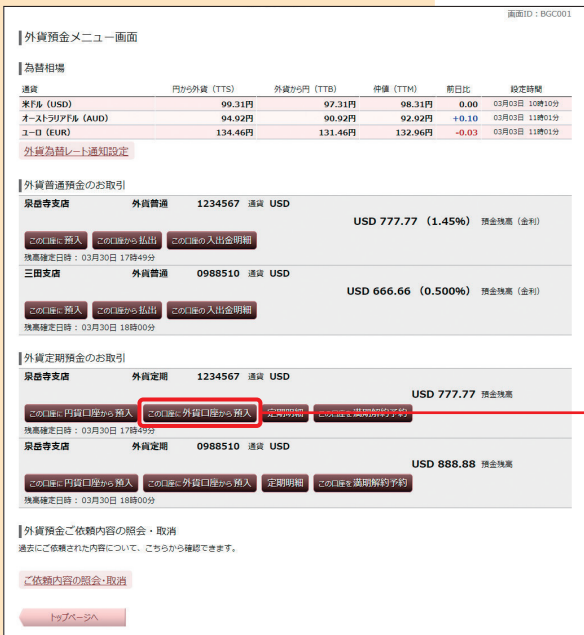 画面ID：BGC001
外貨預金メニュー画面
為替相場
通貨 円から外貨（TTS） 外貨から円（TTB） 仲値（TTM） 前日比 設定時間
米ドル（USD） 99.31円 97.31円 98.31円 0.00 03月03日 10時10分
オーストラリアドル（AUD） 94.92円 90.92円 92.92円 +0.10 03月03日 11時01分
ユーロ（EUR） 134.46円 131.46円 132.96円 -0.03 03月03日 11時01分
外貨為替レート通知設定
外貨普通預金のお取引
泉岳寺支店 外貨普通 1234567 通貨 USD
USD 777.77 （1.45%） 預金残高（金利）
この口座に預入 この口座から払出 この口座の入出金明細
残高確定日時：03月30日 17時49分
三田支店 外貨普通 0988510 通貨 USD
USD 666.66 （0.500%） 預金残高（金利）
この口座に預入 この口座から払出 この口座の入出金明細
残高確定日時：03月30日 18時00分
外貨定期預金のお取引
泉岳寺支店 外貨定期 1234567 通貨 USD
USD 777.77 預金残高
この口座に円貨口座から預入 この口座に外貨口座から預入 定期明細 この口座を満期解約予約
残高確定日時：03月30日 17時49分
泉岳寺支店 外貨定期 0988510 通貨 USD
USD 888.88 預金残高
この口座に円貨口座から預入 この口座に外貨口座から預入 定期明細 この口座を満期解約予約
残高確定日時：03月30日 18時00分
外貨預金ご依頼内容の照会・取消
過去にご依頼された内容について、こちらから確認できます。
ご依頼内容の照会・取消
トップページへ